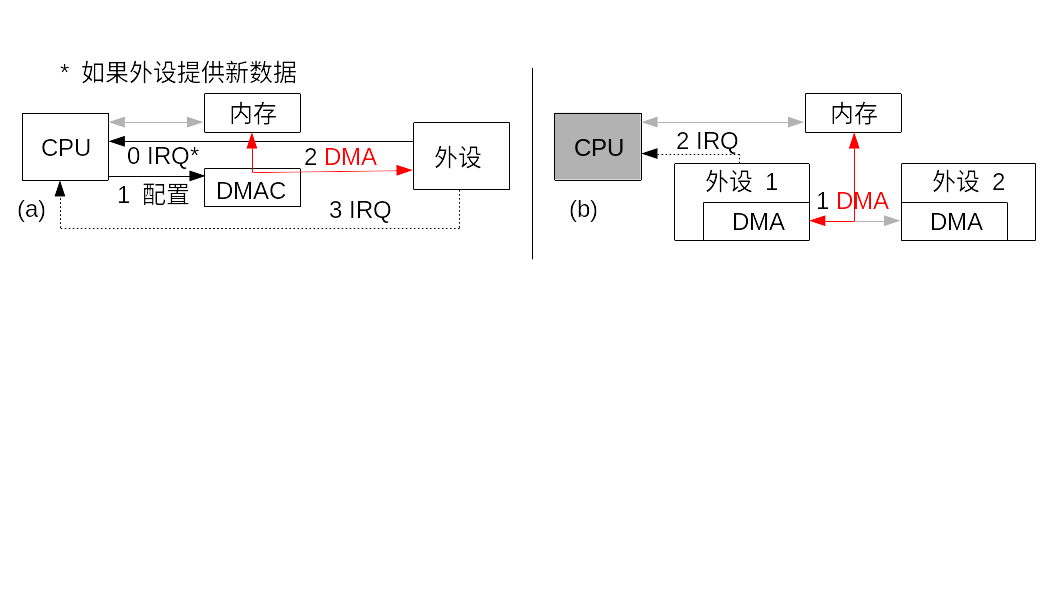 * 如果外设提供新数据
内存
CPU
0 IRQ*
2 DMA
外设
1 配置
DMAC
(a)
3 IRQ
内存
CPU
2 IRQ
外设 1
外设 2
(b)
1 DMA
DMA
DMA